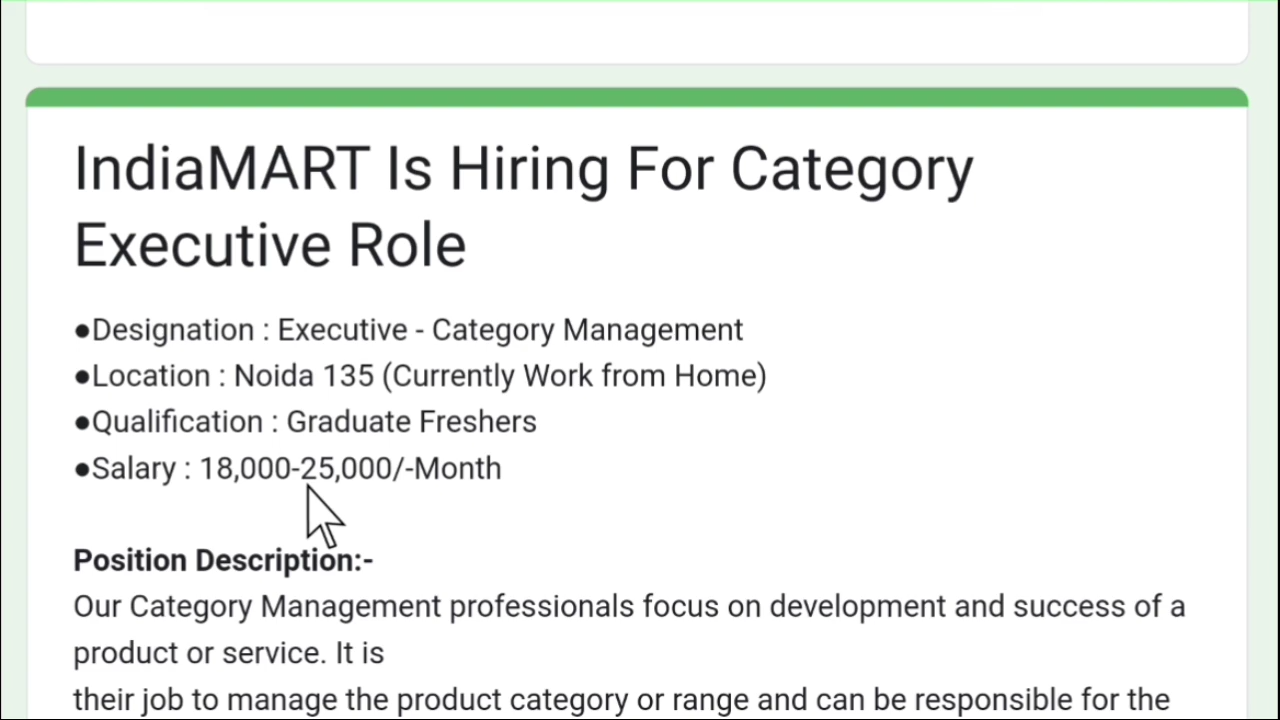 IndiaMART Is Hiring For Category
Executive Role
●Designation : Executive - Category Management
●Location : Noida 135 (Currently Work from Home)
●Qualification : Graduate Freshers
●Salary : 18,000-25,000/-Month
Position Description:-
Our Category Management professionals focus on development and success of a
product or service. It is
their job to manage the product category or range and can be responsible for the